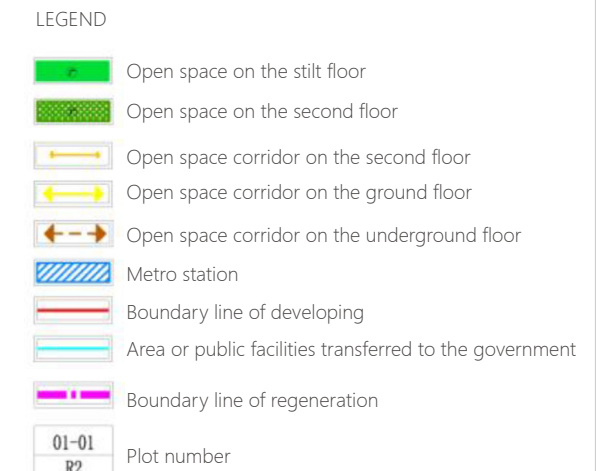 LEGEND
Open space on the stilt floor
Open space on the second floor
Open space corridor on the second floor
Open space corridor on the ground floor
Open space corridor on the underground floor
Metro station
Boundary line of developing
Area or public facilities transferred to the government
Boundary line of regeneration
01-01
R2
Plot number